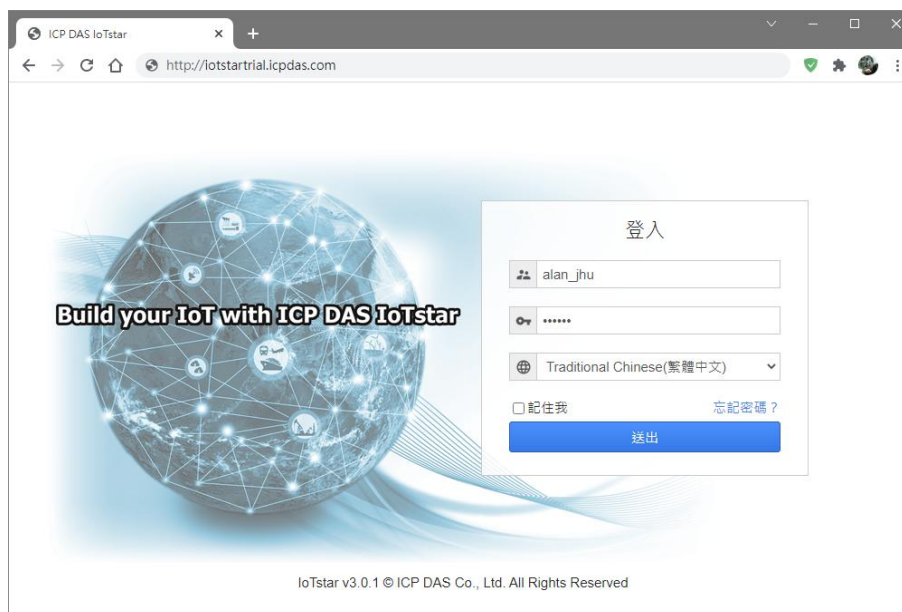 ICP DAS IoTstar
http://iotstartrial.icpdas.com
登入
alan_jhu
••••••
Build your IoT with ICP DAS IoTstar
Traditional Chinese(繁體中文)
記住我 忘記密碼？
送出
IoTstar v3.0.1 © ICP DAS Co., Ltd. All Rights Reserved